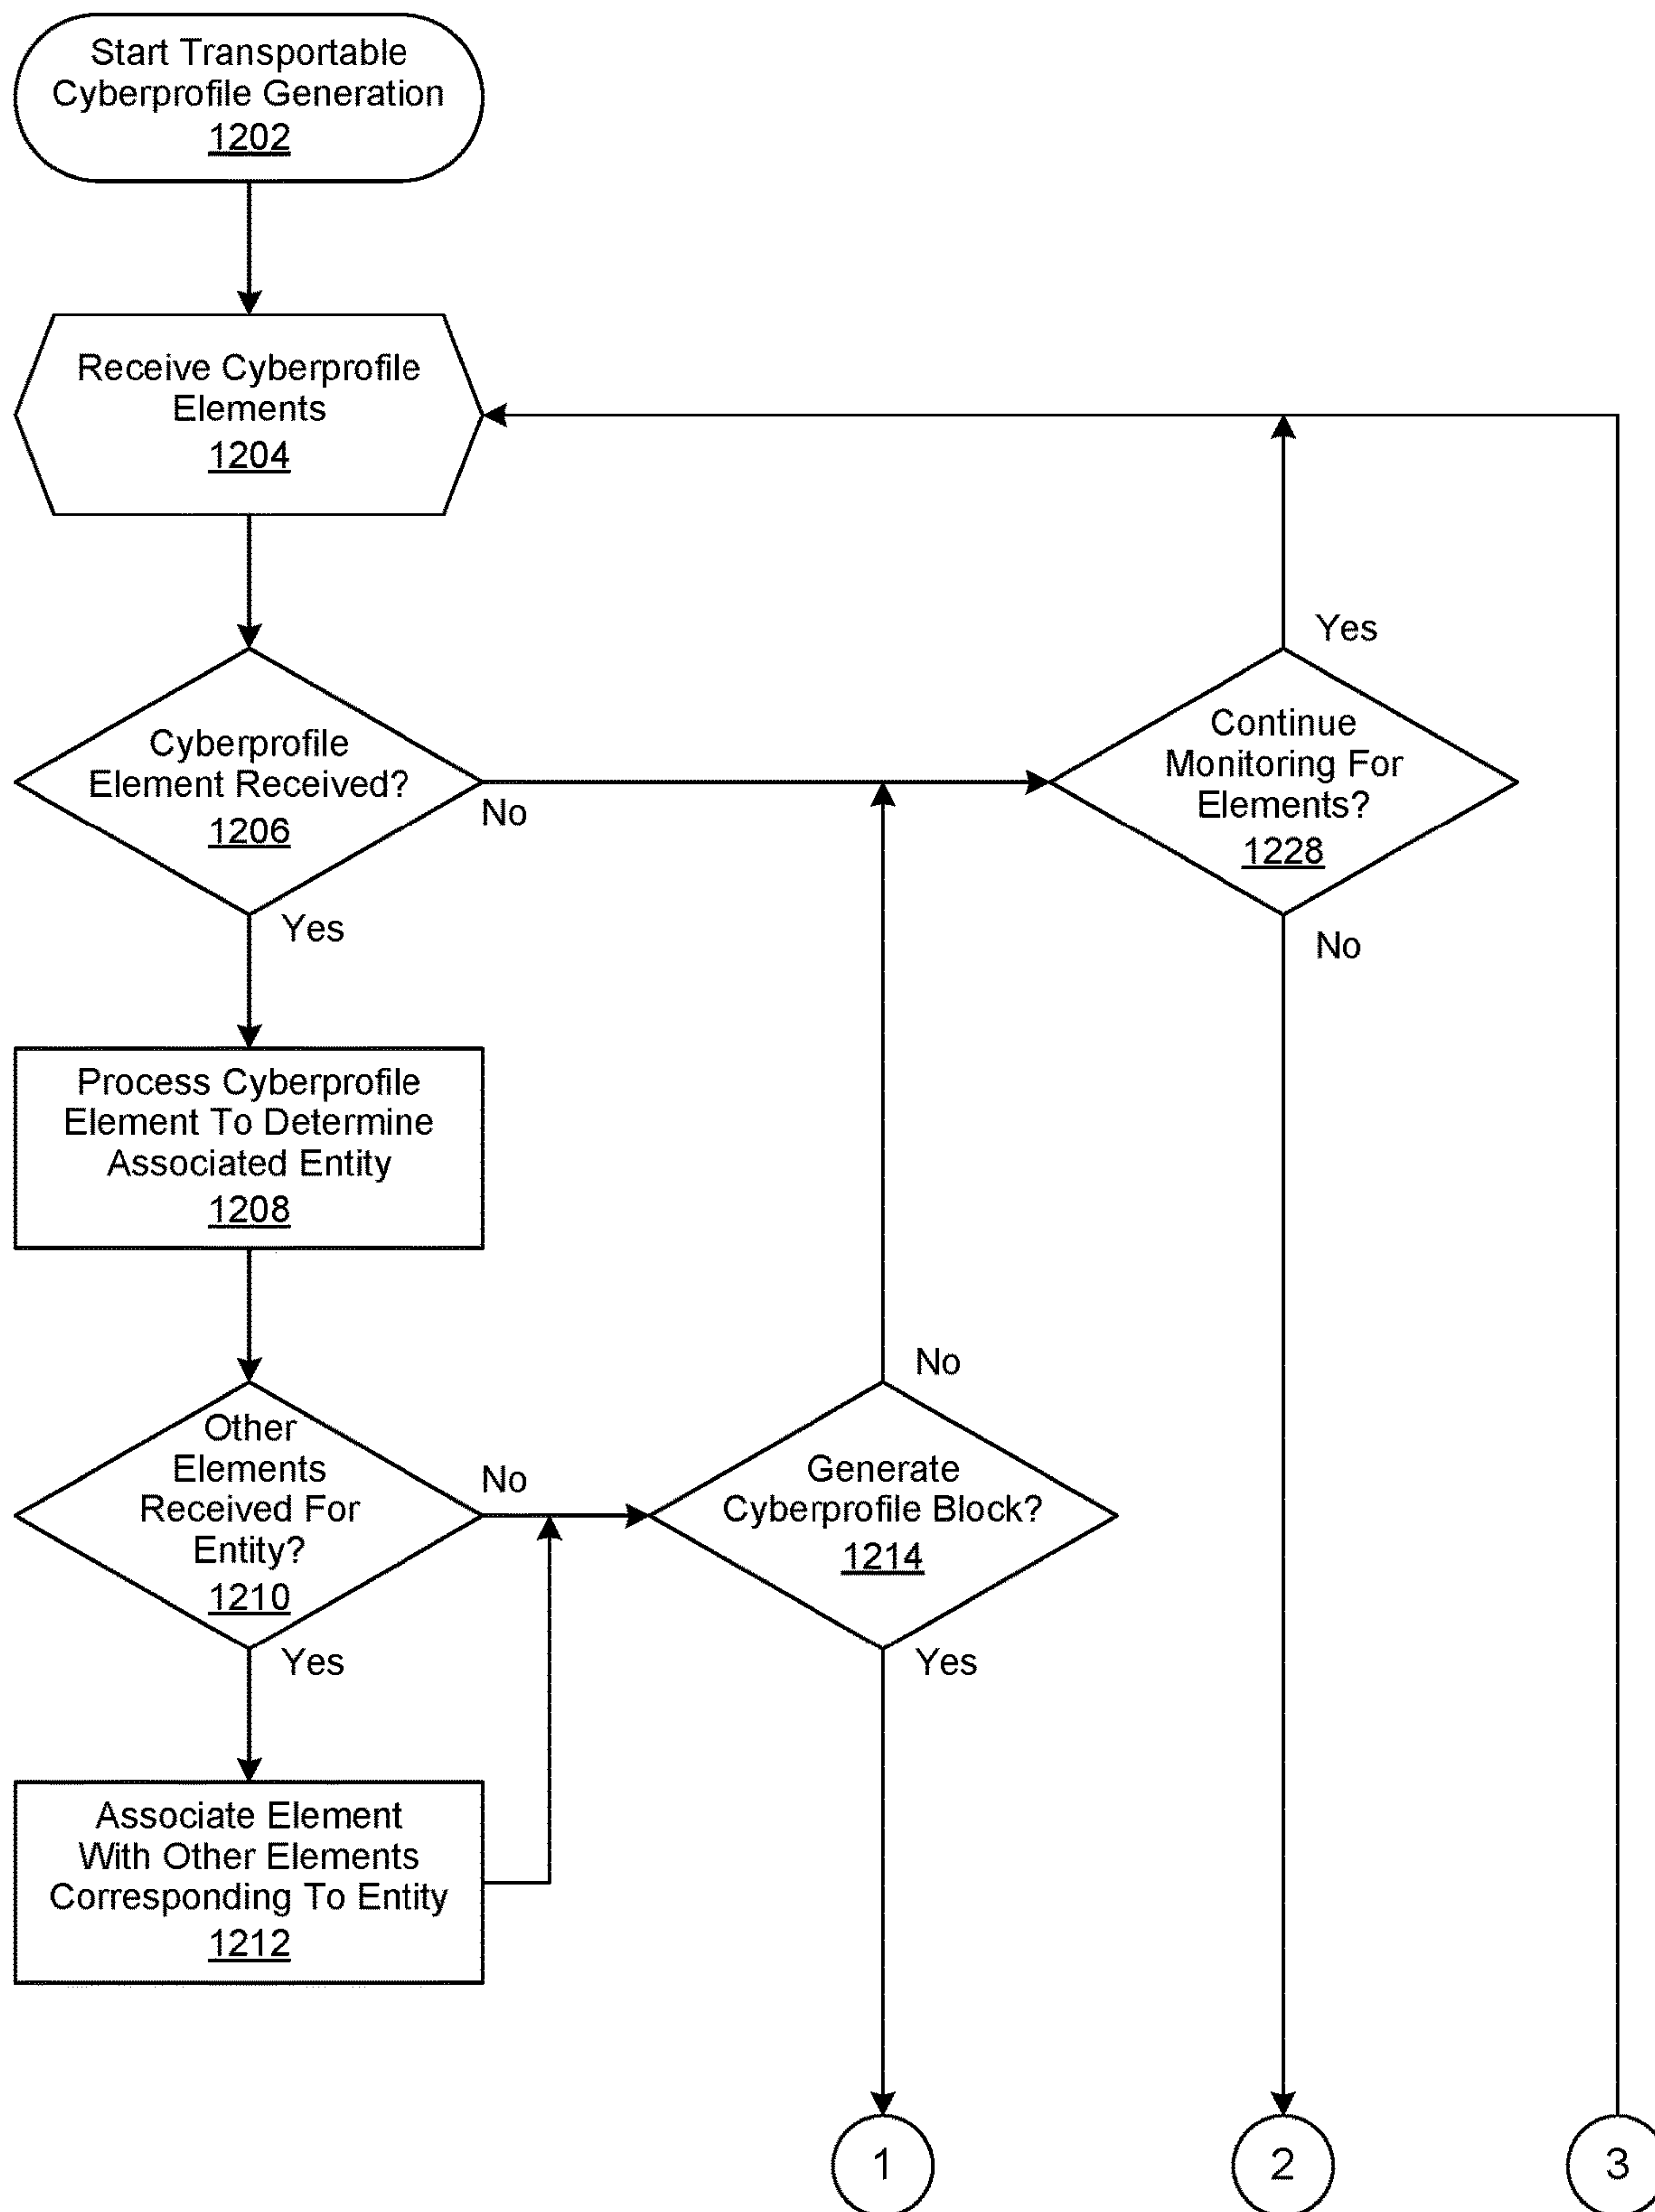 Start Transportable
Cyberprofile Generation
1202
Receive Cyberprofile
Elements
1204
Cyberprofile
Element Received?
1206
No
Yes
Continue
Monitoring For
Elements?
1228
Yes
No
Process Cyberprofile
Element To Determine
Associated Entity
1208
Other
Elements
Received For
Entity?
1210
No
Yes
Generate
Cyberprofile Block?
1214
No
Yes
Associate Element
With Other Elements
Corresponding To Entity
1212
1
2
3